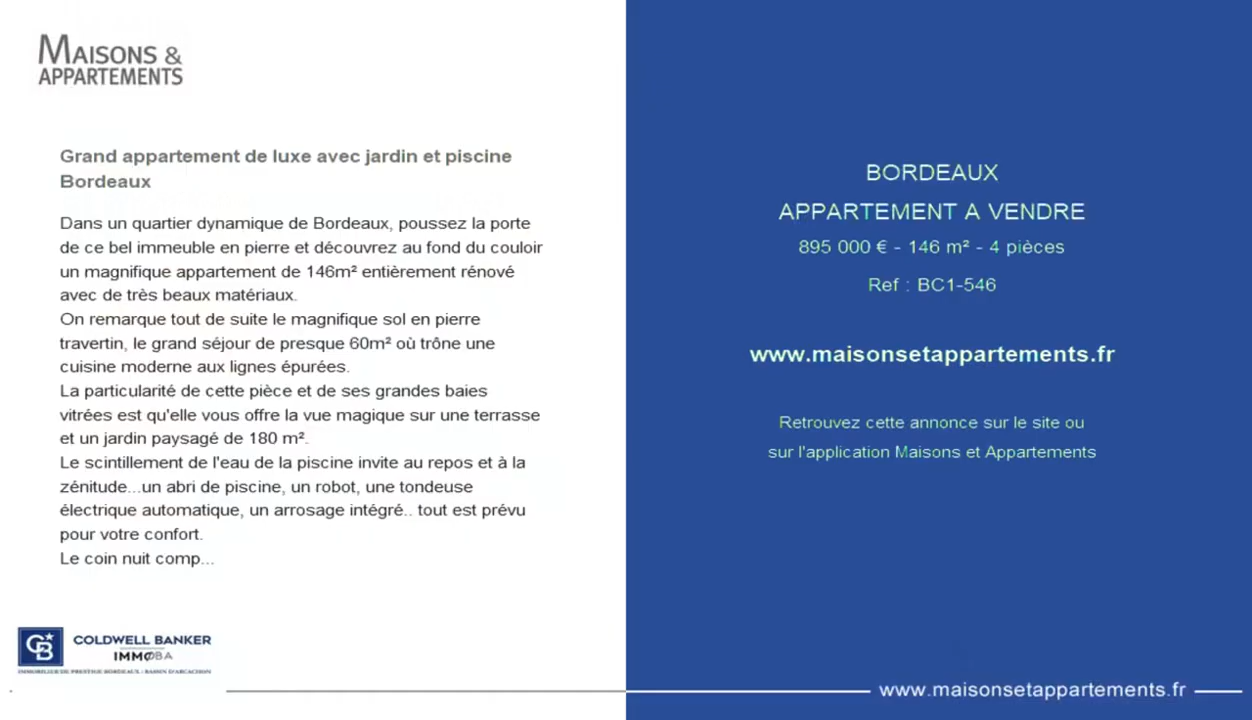 MAISONS &
APPARTEMENTS
Grand appartement de luxe avec jardin et piscine
Bordeaux
Dans un quartier dynamique de Bordeaux, poussez la porte
de ce bel immeuble en pierre et découvrez au fond du couloir
un magnifique appartement de 146m² entièrement rénové
avec de très beaux matériaux.
On remarque tout de suite le magnifique sol en pierre
travertin, le grand séjour de presque 60m² où trône une
cuisine moderne aux lignes épurées.
La particularité de cette pièce et de ses grandes baies
vitrées est qu'elle vous offre la vue magique sur une terrasse
et un jardin paysagé de 180 m².
Le scintillement de l'eau de la piscine invite au repos et à la
zénitude...un abri de piscine, un robot, une tondeuse
électrique automatique, un arrosage intégré.. tout est prévu
pour votre confort.
Le coin nuit comp...
CB
COLDWELL BANKER
IMMOBA
IMMOBILIER DE PRESTIGE BORDEAUX / BASSIN D'ARCACHON
BORDEAUX
APPARTEMENT A VENDRE
895 000 € - 146 m² - 4 pièces
Ref : BC1-546
www.maisonsetappartements.fr
Retrouvez cette annonce sur le site ou
sur l'application Maisons et Appartements
www.maisonsetappartements.fr